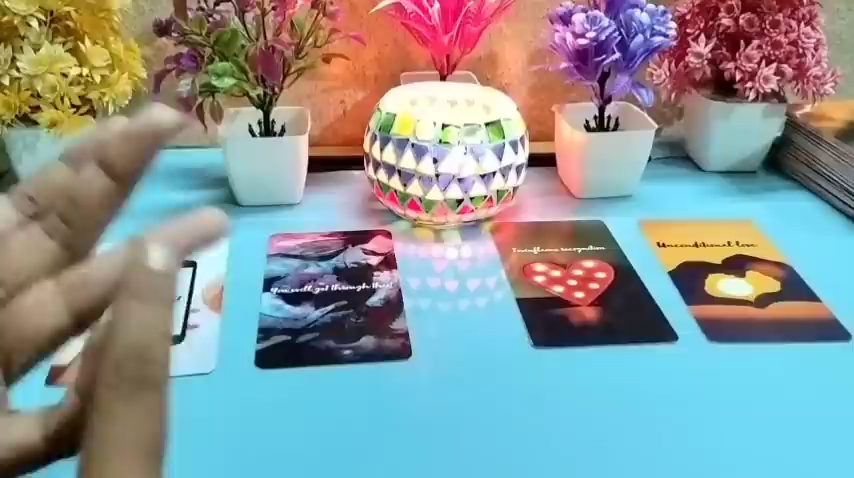 You will get through this!
Twinflame recognition
Unconditional love